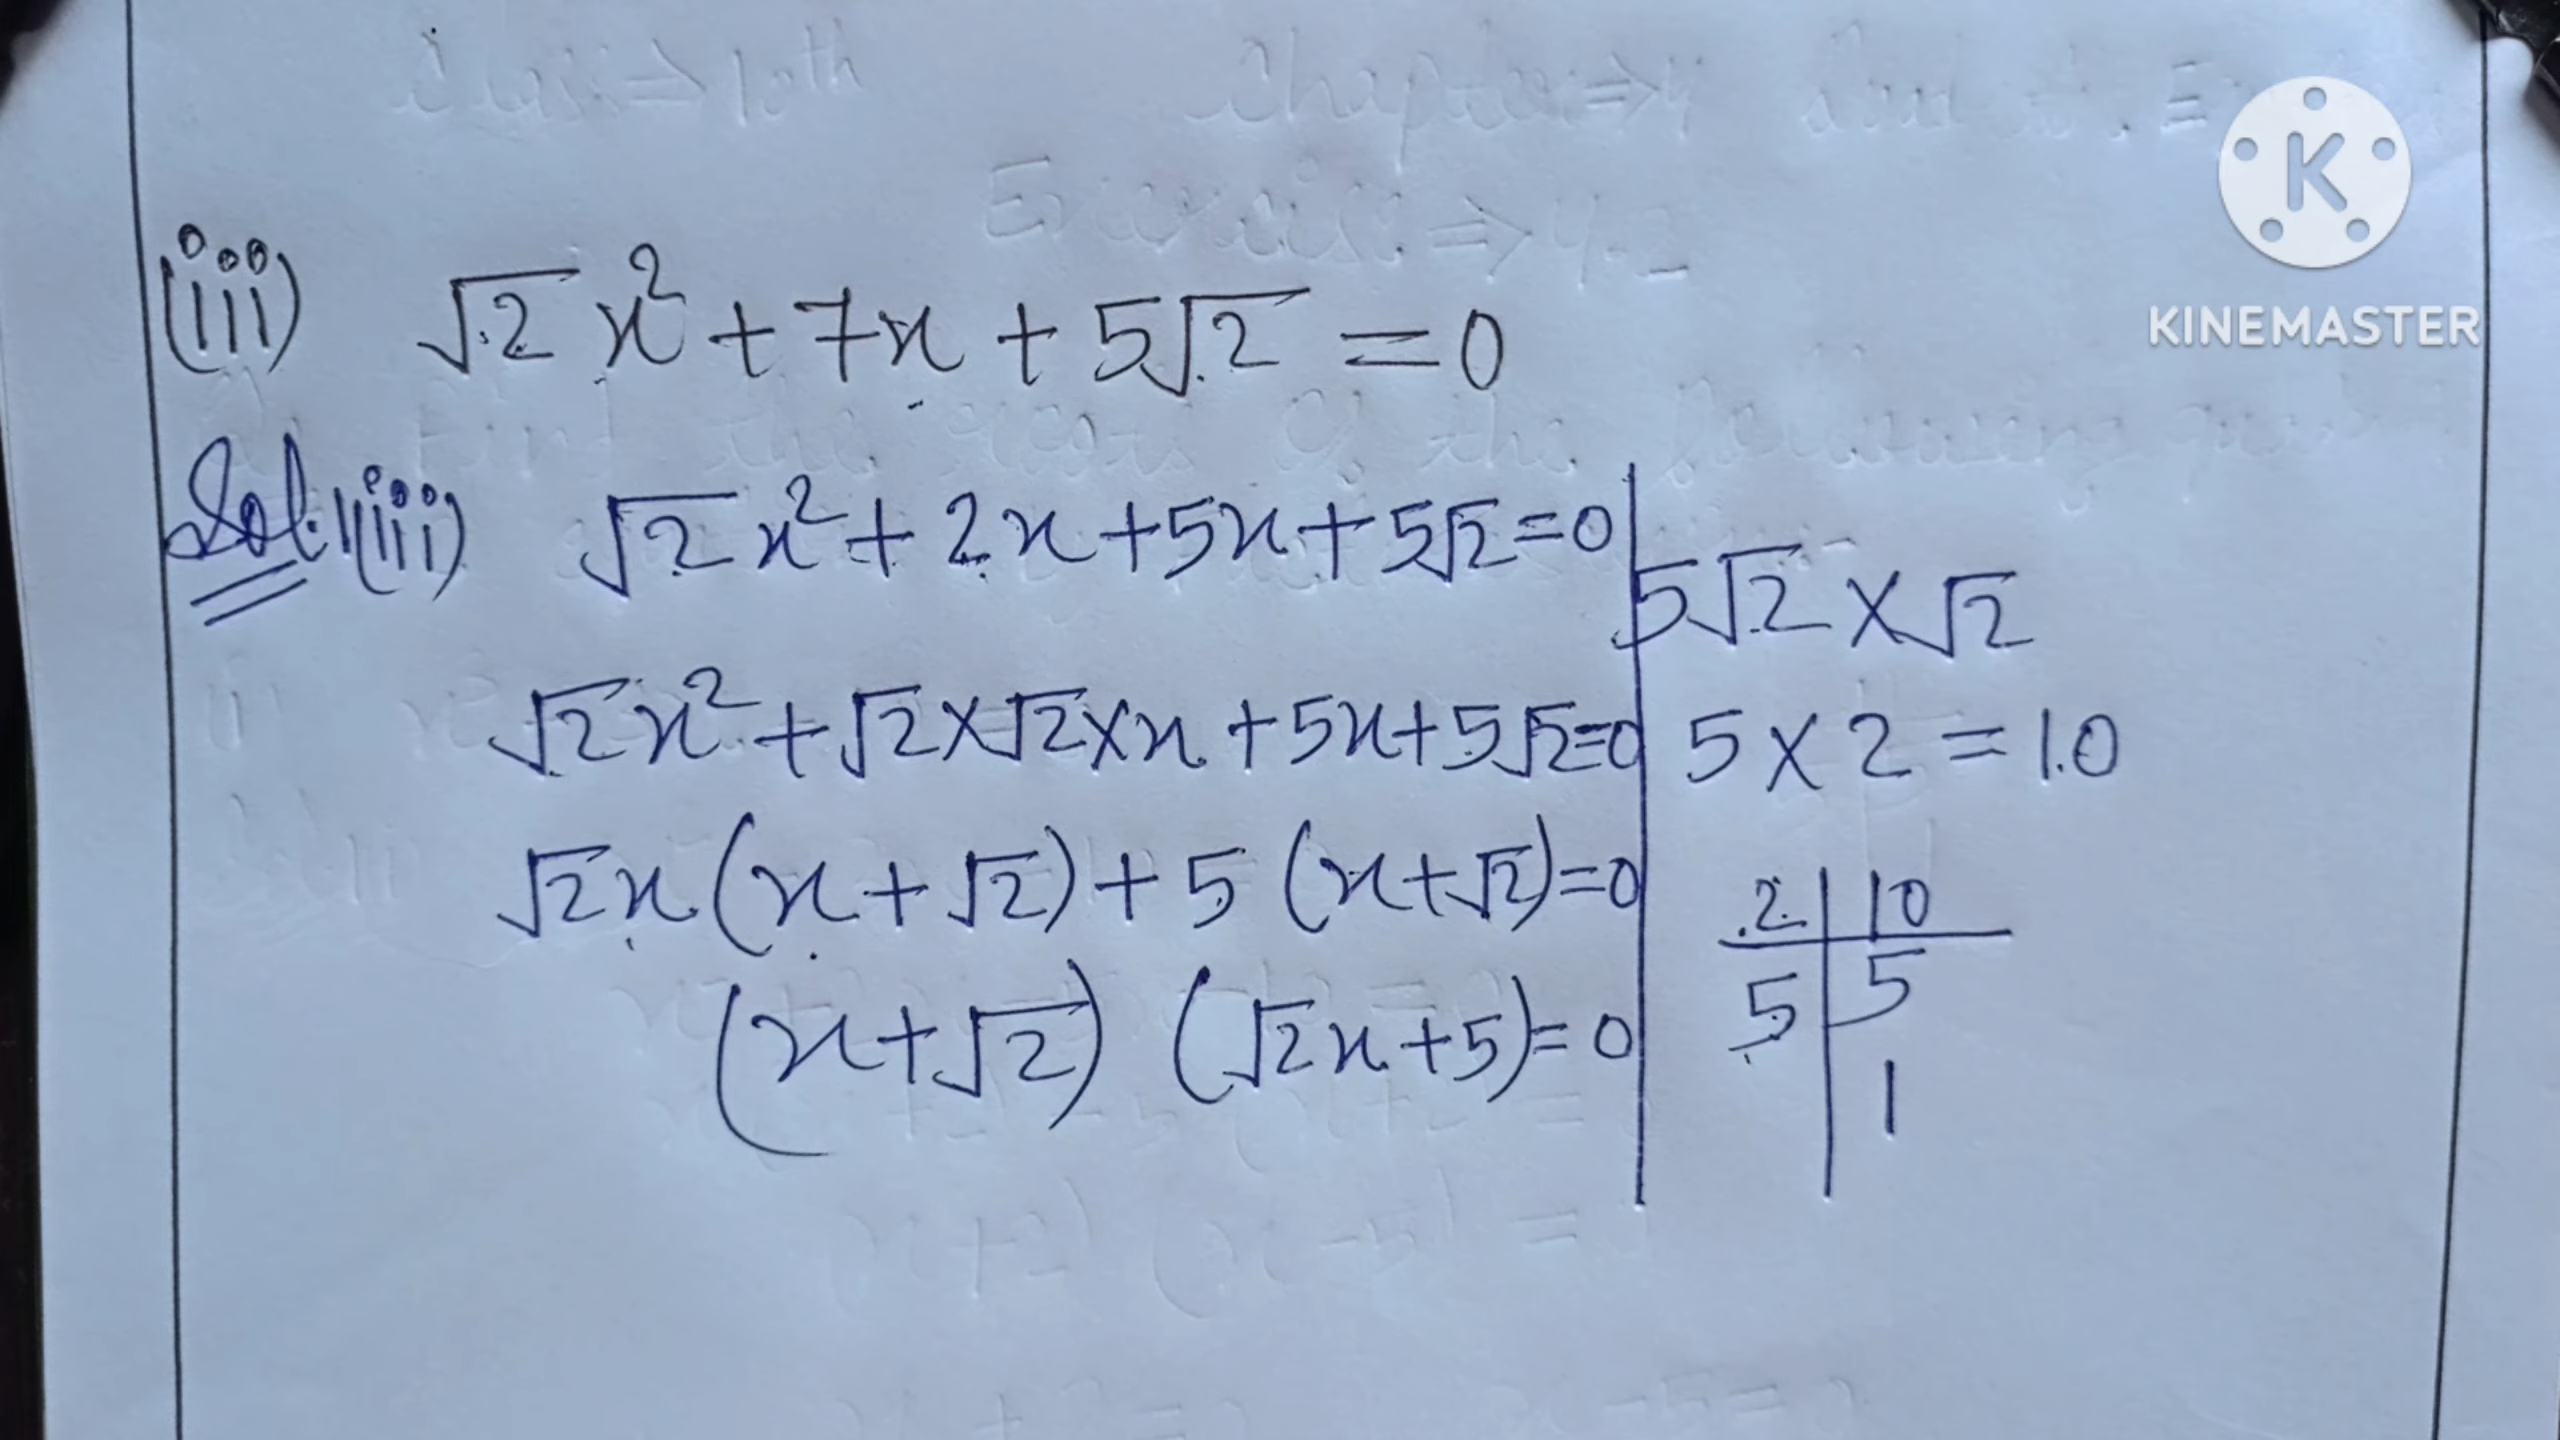 (iii) √2 x² + 7x + 5√2 = 0
Sol.(iii) √2 x² + 2x + 5x + 5√2 = 0
√2 x² + √2 × √2 × x + 5x + 5√2 = 0
√2 x (x + √2) + 5 (x + √2) = 0
(x + √2) (√2 x + 5) = 0
5√2 × √2
5 × 2 = 10
2 | 10
5 | 5
1
K
KINEMASTER